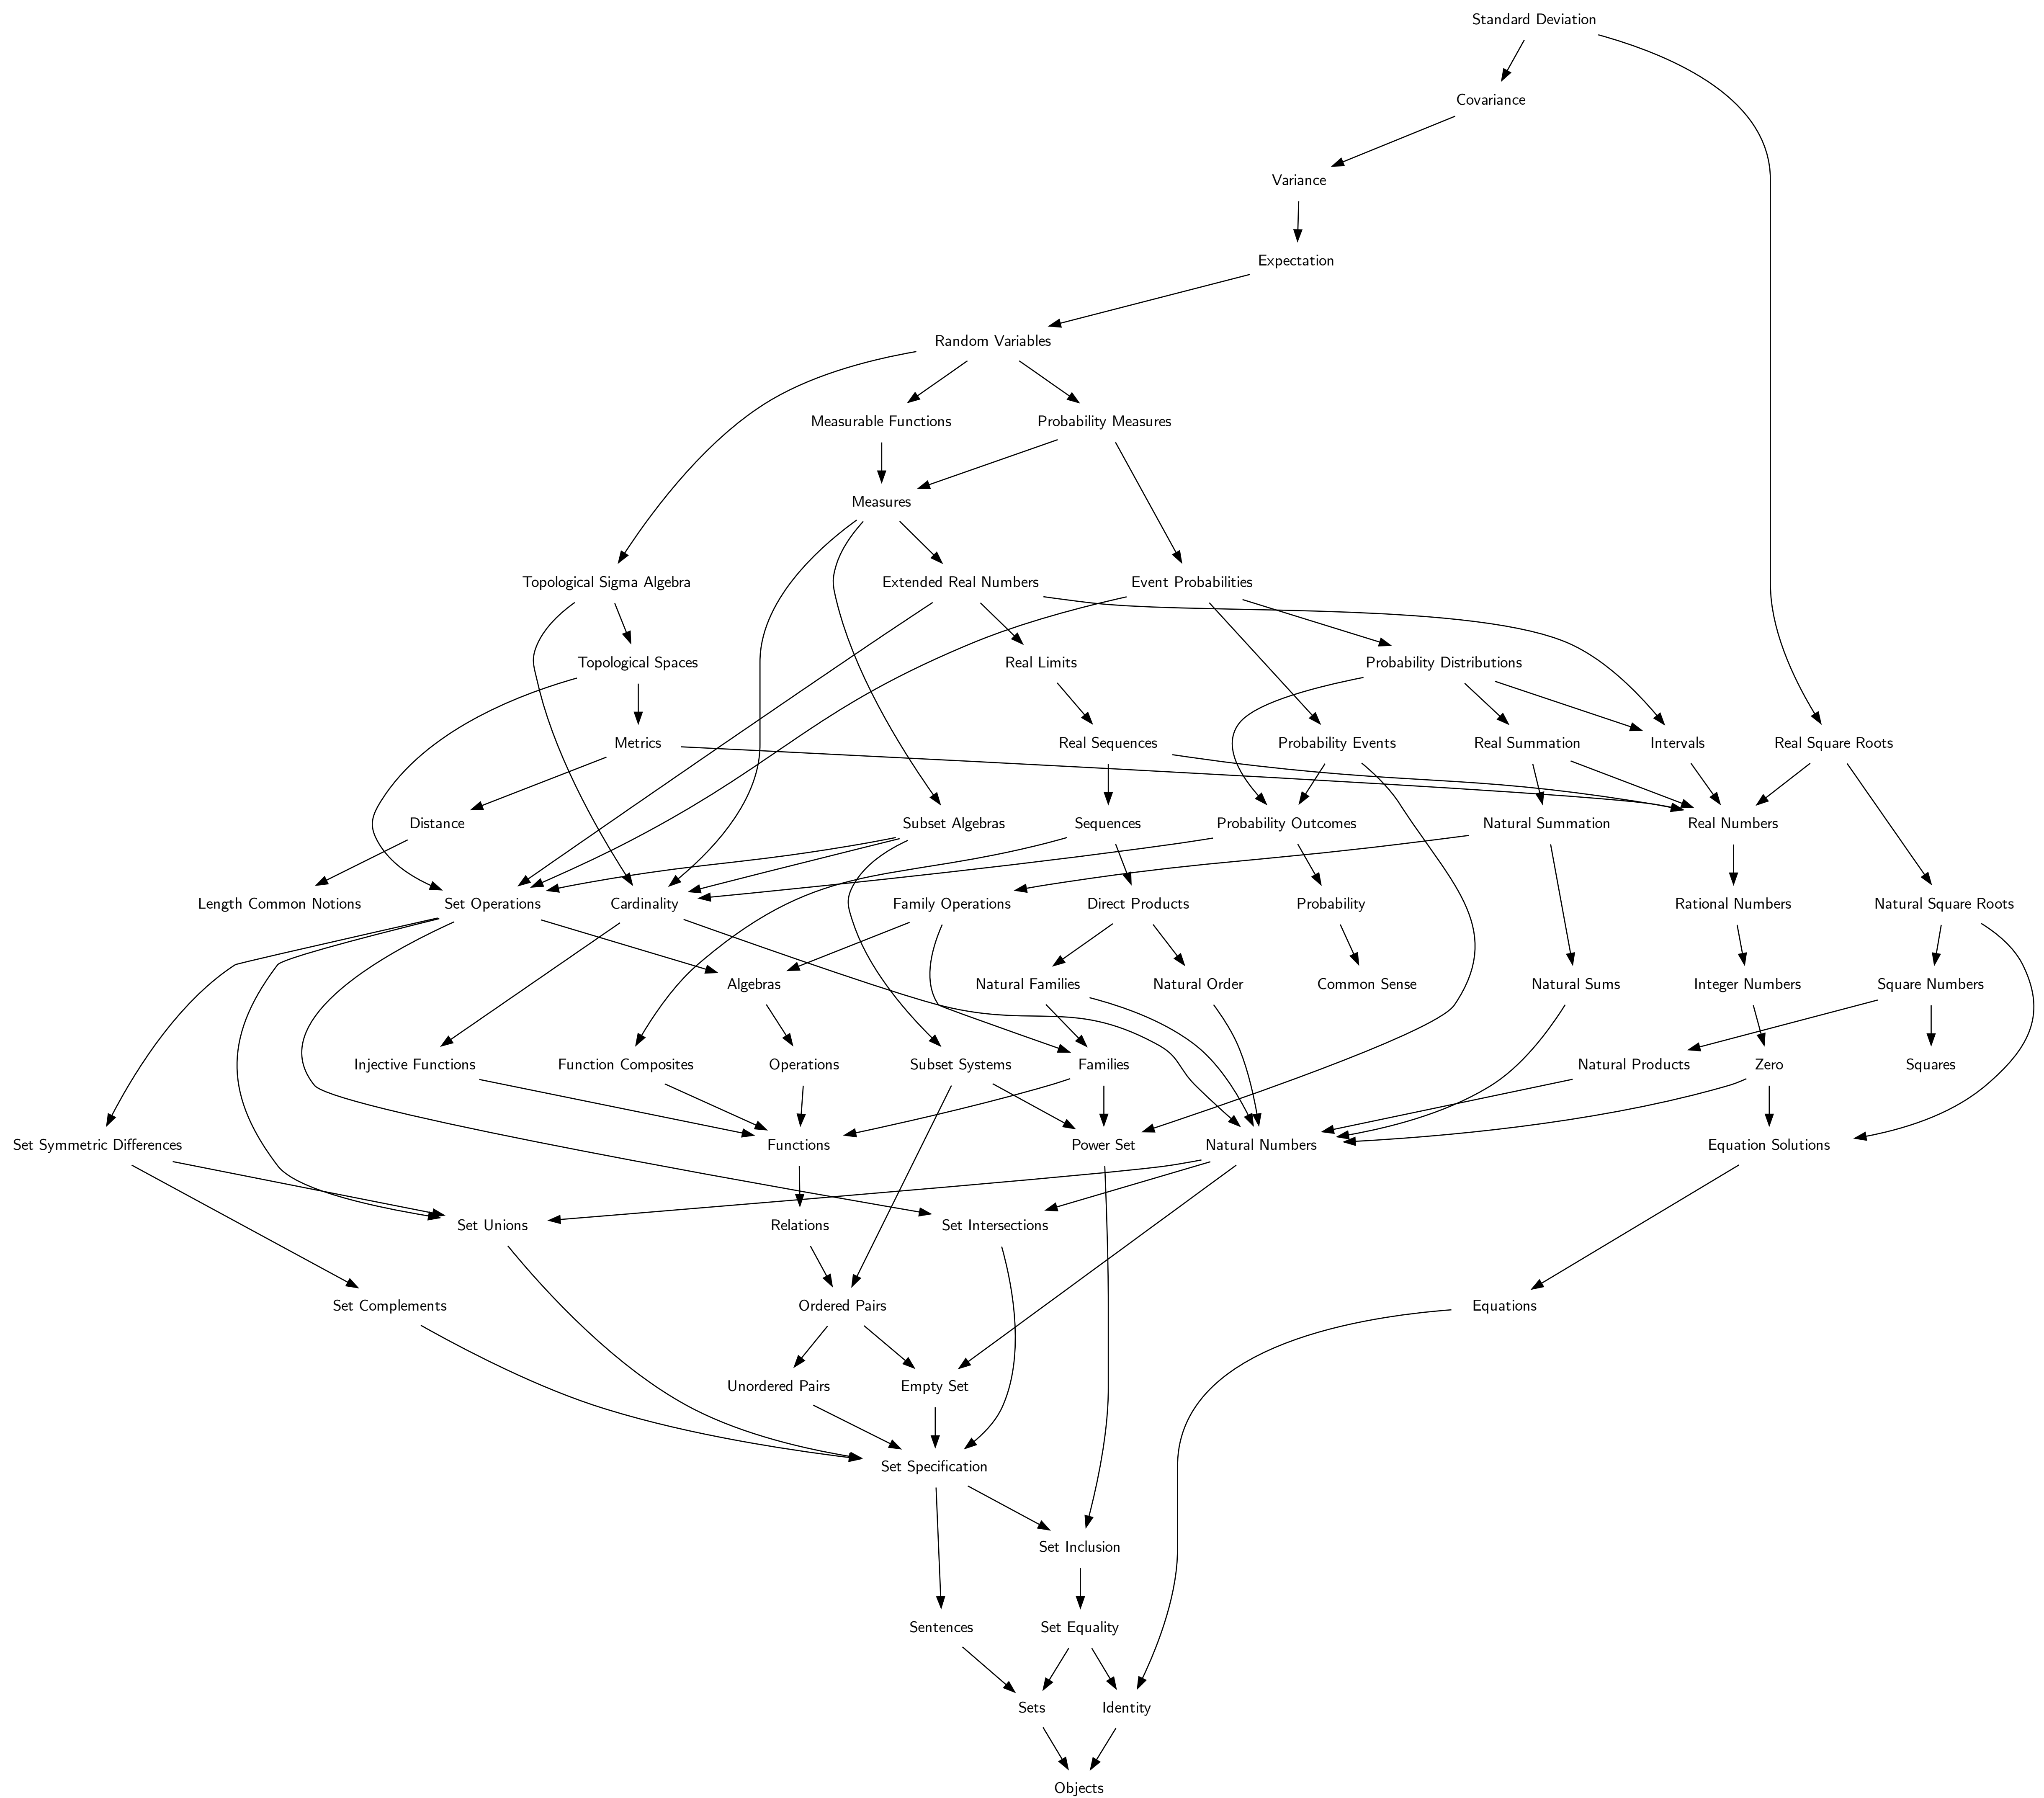 Standard Deviation
Covariance
Variance
Expectation
Random Variables
Measurable Functions
Probability Measures
Measures
Topological Sigma Algebra
Extended Real Numbers
Event Probabilities
Topological Spaces
Real Limits
Probability Distributions
Metrics
Real Sequences
Probability Events
Real Summation
Intervals
Real Square Roots
Distance
Subset Algebras
Sequences
Probability Outcomes
Natural Summation
Real Numbers
Length Common Notions
Set Operations
Cardinality
Family Operations
Direct Products
Probability
Rational Numbers
Natural Square Roots
Algebras
Natural Families
Natural Order
Common Sense
Natural Sums
Integer Numbers
Square Numbers
Injective Functions
Function Composites
Operations
Subset Systems
Families
Natural Products
Zero
Squares
Set Symmetric Differences
Functions
Power Set
Natural Numbers
Equation Solutions
Set Unions
Relations
Set Intersections
Set Complements
Ordered Pairs
Equations
Unordered Pairs
Empty Set
Set Specification
Set Inclusion
Sentences
Set Equality
Sets
Identity
Objects